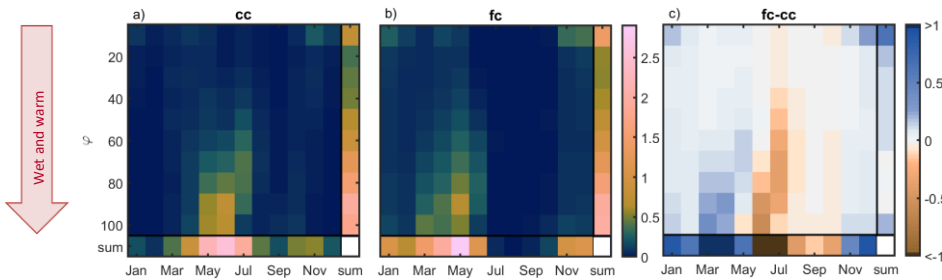 a) cc
b) fc
c) fc-cc
Wet and warm
φ
20
40
60
80
100
sum
Jan Mar May Jul Sep Nov sum
Jan Mar May Jul Sep Nov sum
Jan Mar May Jul Sep Nov sum
2.5
2
1.5
1
0.5
0
>1
0.5
0
-0.5
<-1